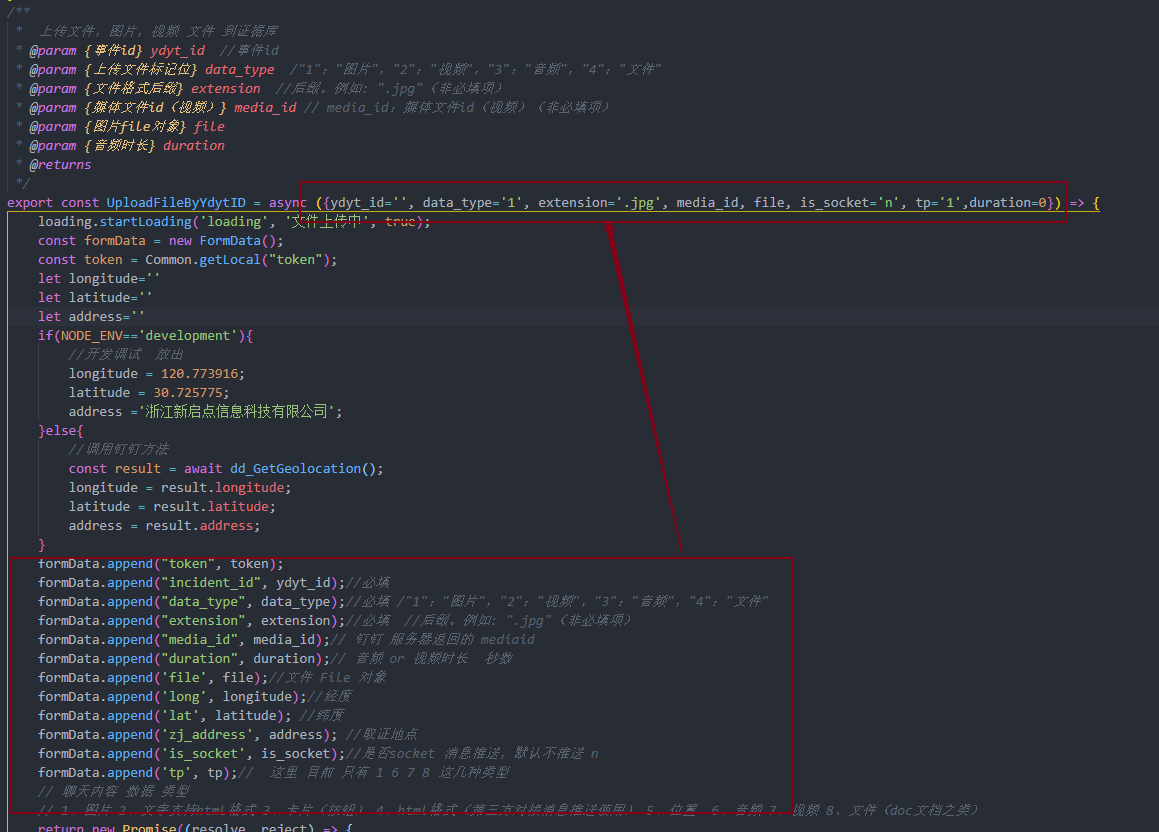 /**
 *  上传文件，图片，视频 文件 到证据库
 * @param {事件id} ydyt_id  //事件id
 * @param {上传文件标记位} data_type  /"1"："图片"，"2"："视频"，"3"："音频"，"4"："文件"
 * @param {文件格式后缀} extension  //后缀。例如: ".jpg"（非必填项）
 * @param {媒体文件id（视频）} media_id // media_id：媒体文件id（视频）（非必填项）
 * @param {图片file对象} file
 * @param {音频时长} duration
 * @returns
 */
export const UploadFileByYdytID = async ({ydyt_id='', data_type='1', extension='.jpg', media_id, file, is_socket='n', tp='1',duration=0}) => {
    loading.startLoading('loading', '文件上传中', true);
    const formData = new FormData();
    const token = Common.getLocal("token");
    let longitude=''
    let latitude=''
    let address=''
    if(NODE_ENV=='development'){
        //开发调试  放出
        longitude = 120.773916;
        latitude = 30.725775;
        address ='浙江新启点信息科技有限公司';
    }else{
        //调用钉钉方法
        const result = await dd_GetGeolocation();
        longitude = result.longitude;
        latitude = result.latitude;
        address = result.address;
    }
    formData.append("token", token);
    formData.append("incident_id", ydyt_id);//必填
    formData.append("data_type", data_type);//必填 /"1"："图片"，"2"："视频"，"3"："音频"，"4"："文件"
    formData.append("extension", extension);//必填  //后缀。例如: ".jpg"（非必填项）
    formData.append("media_id", media_id);// 钉钉 服务器返回的 mediaid
    formData.append("duration", duration);// 音频 or 视频时长  秒数
    formData.append('file', file);//文件 File 对象
    formData.append('long', longitude);//经度
    formData.append('lat', latitude); //纬度
    formData.append('zj_address', address); //取证地点
    formData.append('is_socket', is_socket);//是否socket 消息推送，默认不推送 n
    formData.append('tp', tp);//  这里 目前 只有 1 6 7 8 这几种类型
    // 聊天内容 数据 类型
    // 1、图片 2、文字支持html格式 3、卡片（按钮） 4、html格式（第三方对接消息推送使用） 5、位置  6、音频 7、视频 8、文件（doc文档之类）
    return new Promise((resolve, reject) => {